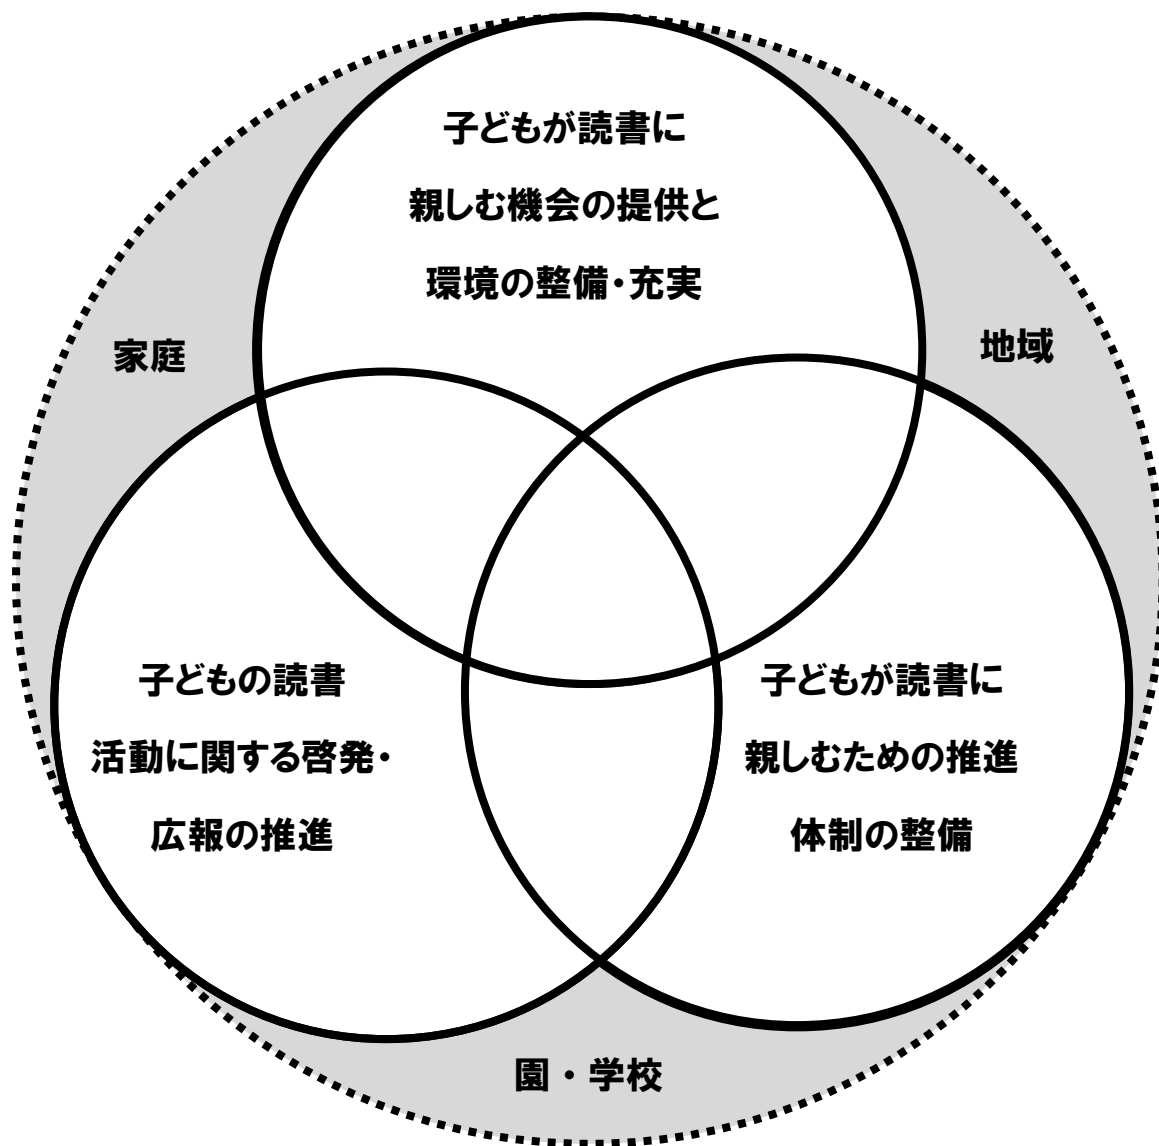 子どもが読書に
親しむ機会の提供と
環境の整備・充実
家庭
地域
子どもの読書
活動に関する啓発・
広報の推進
子どもが読書に
親しむための推進
体制の整備
園・学校